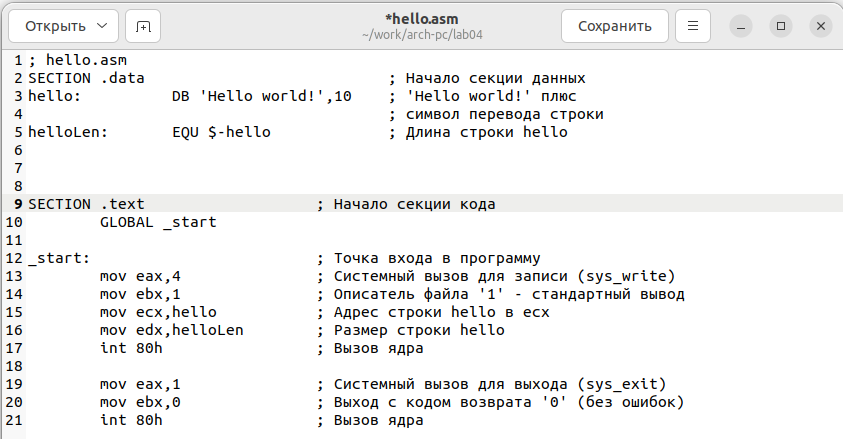 Открыть
*hello.asm
~/work/arch-pc/lab04
Сохранить
1 ; hello.asm
2 SECTION .data                           ; Начало секции данных
3 hello:          DB 'Hello world!',10    ; 'Hello world!' плюс
4                                         ; символ перевода строки
5 helloLen:       EQU $-hello             ; Длина строки hello
6
7
8
9 SECTION .text                   ; Начало секции кода
10         GLOBAL _start
11
12 _start:                         ; Точка входа в программу
13         mov eax,4               ; Системный вызов для записи (sys_write)
14         mov ebx,1               ; Описатель файла '1' - стандартный вывод
15         mov ecx,hello           ; Адрес строки hello в ecx
16         mov edx,helloLen        ; Размер строки hello
17         int 80h                 ; Вызов ядра
18
19         mov eax,1               ; Системный вызов для выхода (sys_exit)
20         mov ebx,0               ; Выход с кодом возврата '0' (без ошибок)
21         int 80h                 ; Вызов ядра